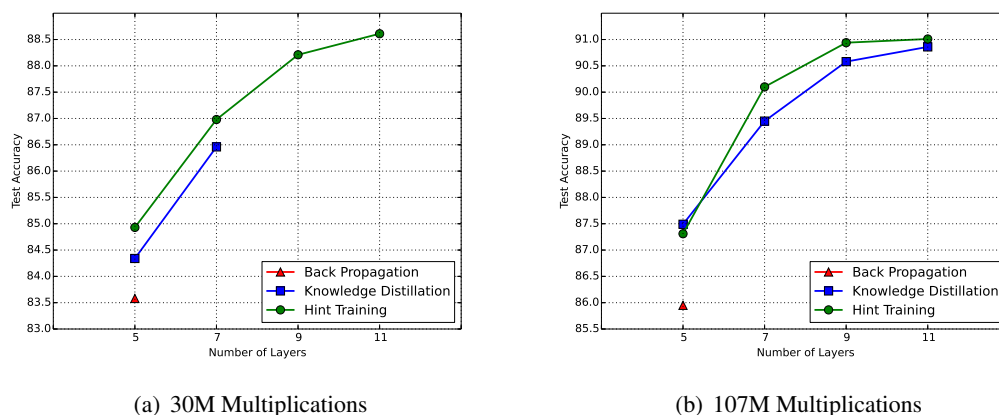 88.5
88.0
87.5
87.0
86.5
86.0
85.5
85.0
84.5
84.0
83.5
83.0
Test Accuracy
5 7 9 11
Number of Layers
Back Propagation
Knowledge Distillation
Hint Training
(a) 30M Multiplications
91.0
90.5
90.0
89.5
89.0
88.5
88.0
87.5
87.0
86.5
86.0
85.5
Test Accuracy
5 7 9 11
Number of Layers
Back Propagation
Knowledge Distillation
Hint Training
(b) 107M Multiplications